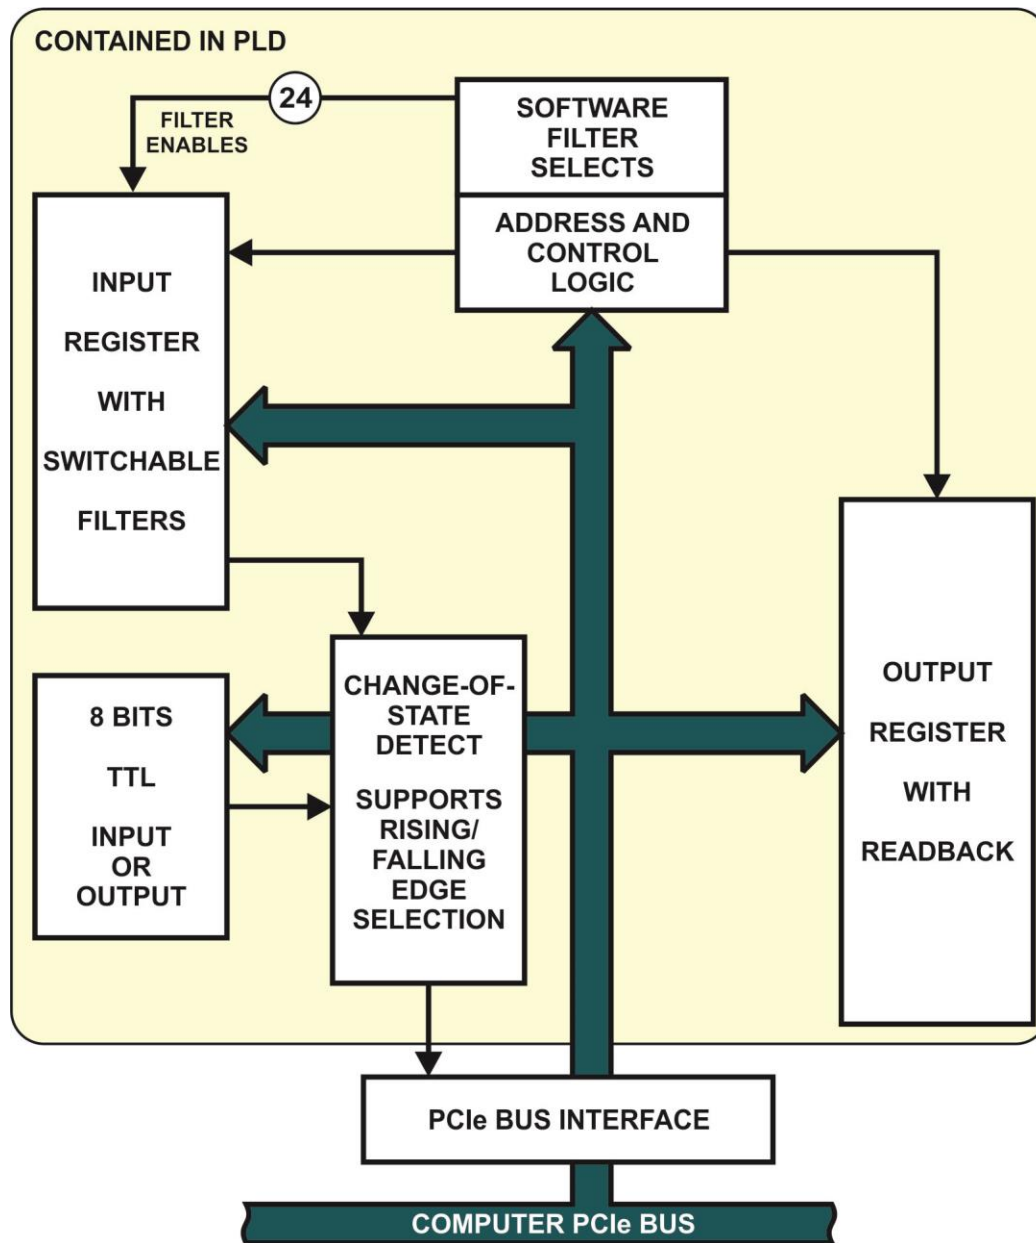 CONTAINED IN PLD
24
FILTER
ENABLES
SOFTWARE
FILTER
SELECTS
ADDRESS AND
CONTROL
LOGIC
INPUT
REGISTER
WITH
SWITCHABLE
FILTERS
8 BITS
TTL
INPUT
OR
OUTPUT
CHANGE-OF-
STATE
DETECT
SUPPORTS
RISING/
FALLING
EDGE
SELECTION
OUTPUT
REGISTER
WITH
READBACK
PCIe BUS INTERFACE
COMPUTER PCIe BUS